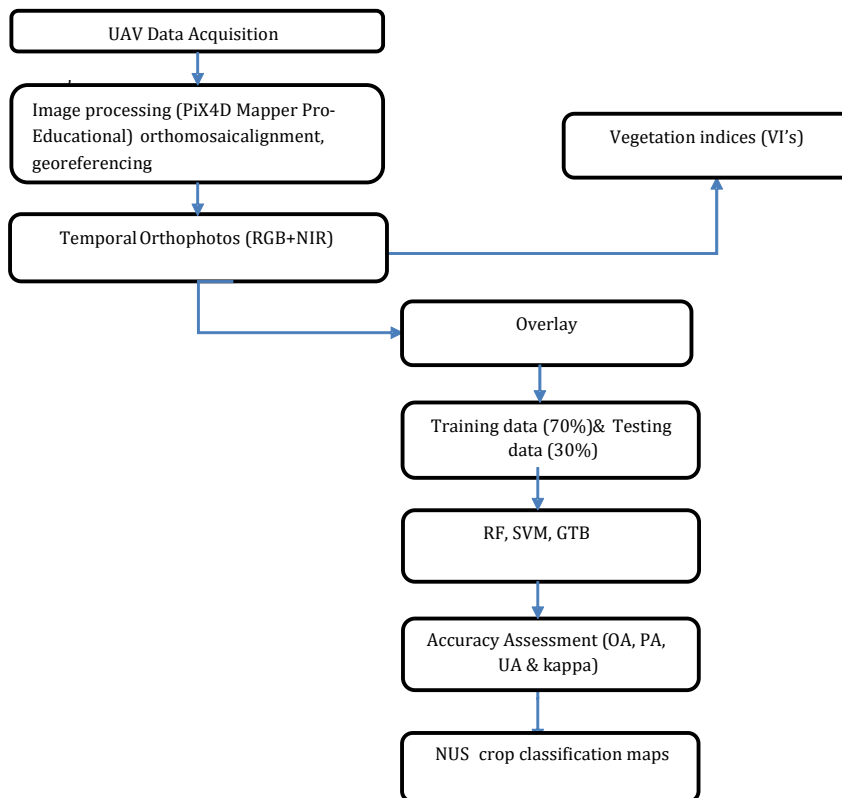 UAV Data Acquisition
Image processing (PiX4D Mapper Pro-
Educational) orthomosaicalignment,
georeferencing
Vegetation indices (VI’s)
Temporal Orthophotos (RGB+NIR)
Overlay
Training data (70%)& Testing
data (30%)
RF, SVM, GTB
Accuracy Assessment (OA, PA,
UA & kappa)
NUS crop classification maps